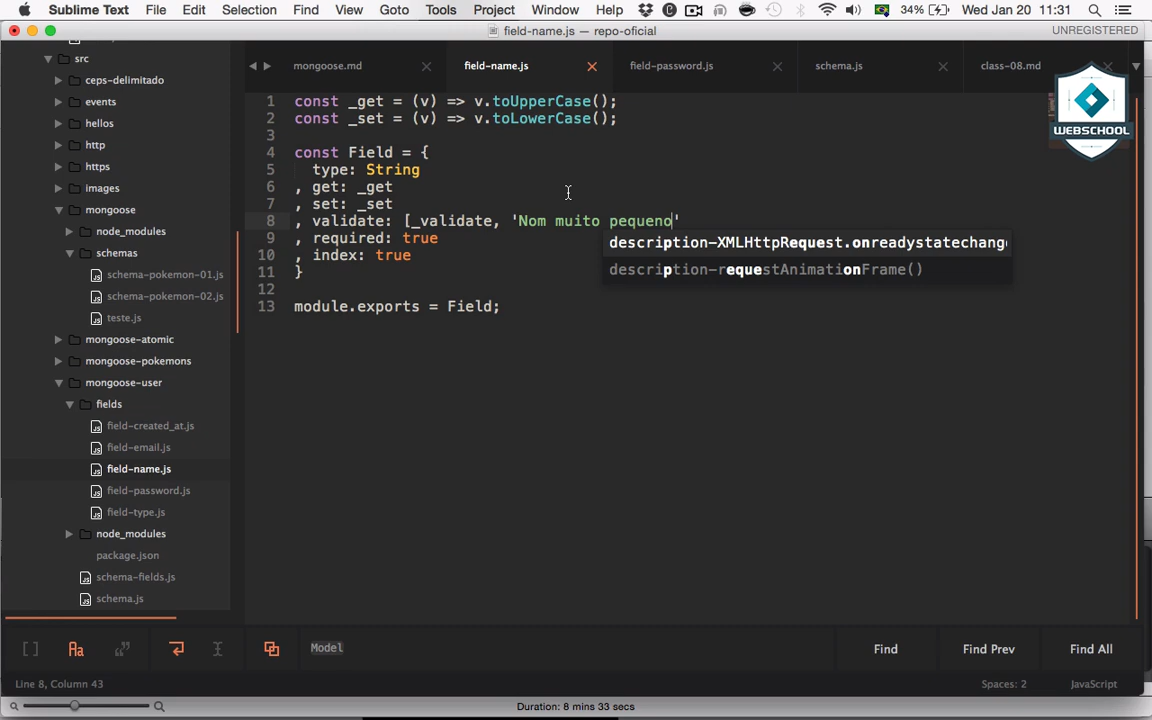 Sublime Text File Edit Selection Find View Goto Tools Project Window Help 34% Wed Jan 20 11:31
field-name.js — repo-oficial UNREGISTERED
src
ceps-delimitado
events
hellos
http
https
images
mongoose
node_modules
schemas
schema-pokemon-01.js
schema-pokemon-02.js
teste.js
mongoose-atomic
mongoose-pokemons
mongoose-user
fields
field-created_at.js
field-email.js
field-name.js
field-password.js
field-type.js
node_modules
package.json
schema-fields.js
schema.js
mongoose.md field-name.js field-password.js schema.js class-08.md
WEBSCHOOL
1 const _get = (v) => v.toUpperCase();
2 const _set = (v) => v.toLowerCase();
3
4 const Field = {
5 type: String
6 , get: _get
7 , set: _set
8 , validate: [_validate, 'Nom muito pequeno'
9 , required: true
10 , index: true
11 }
12
13 module.exports = Field;
description-XMLHttpRequest.onreadystatechang
description-requestAnimationFrame()
[ ] Aa “” Model Find Find Prev Find All
Line 8, Column 43 Spaces: 2 JavaScript
Duration: 8 mins 33 secs